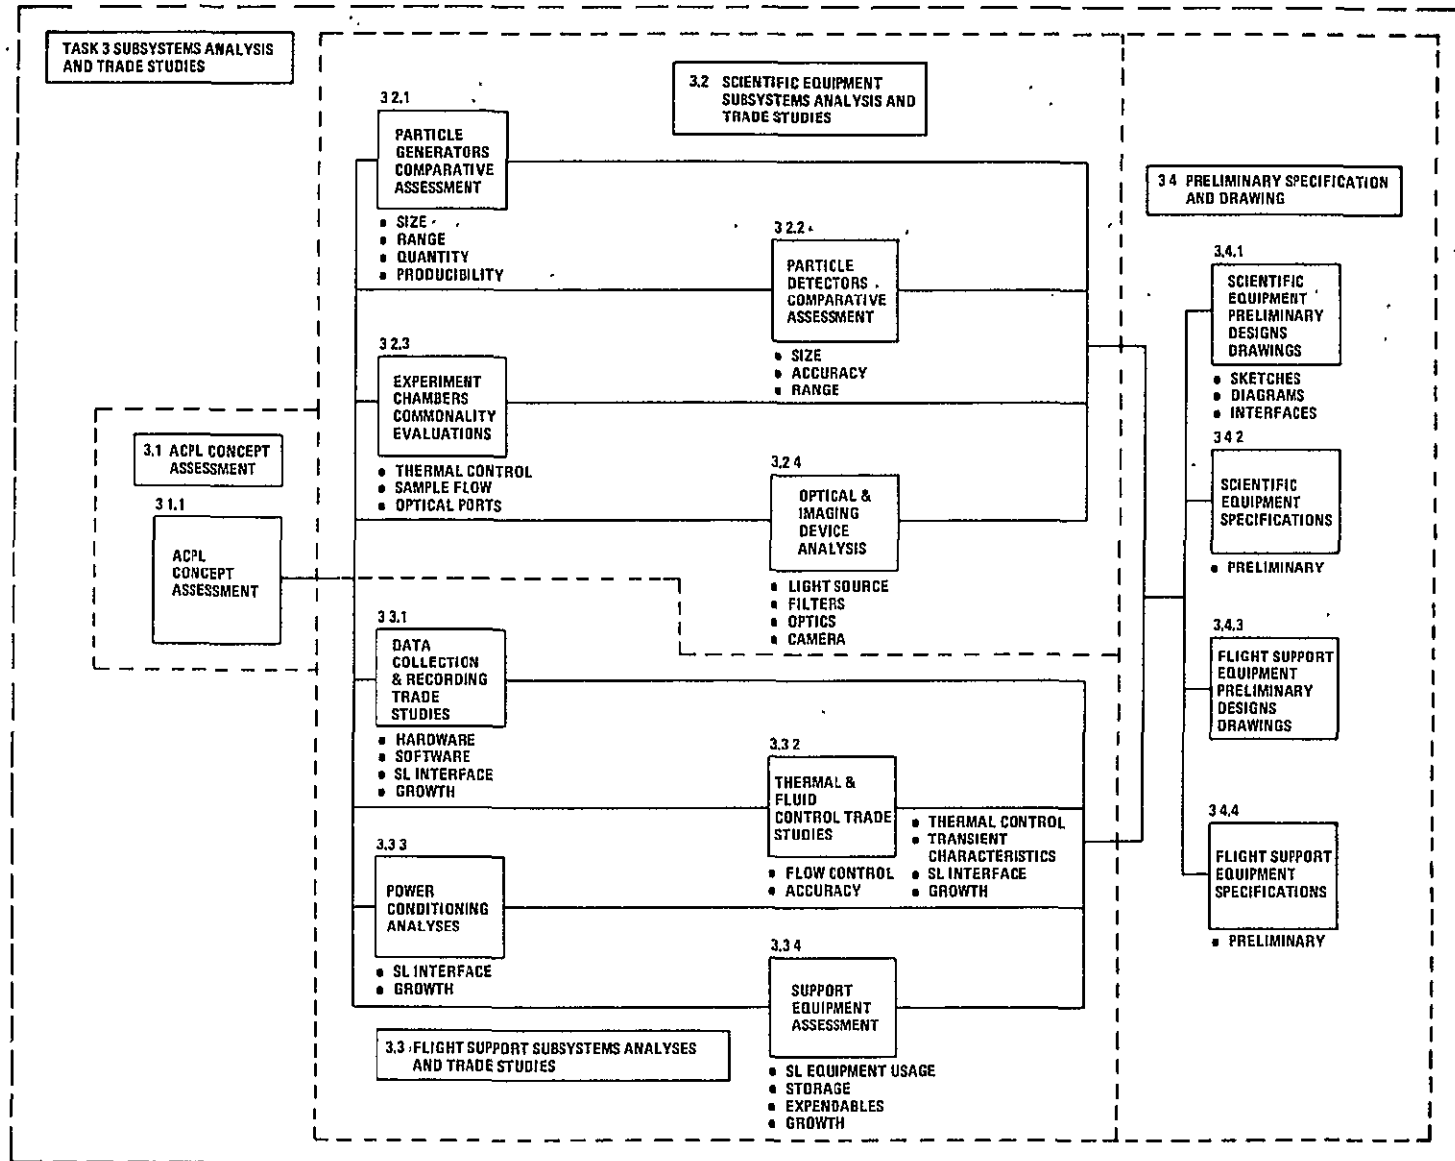 TASK 3 SUBSYSTEMS ANALYSIS
AND TRADE STUDIES
3.2 SCIENTIFIC EQUIPMENT
SUBSYSTEMS ANALYSIS AND
TRADE STUDIES
3 2.1
PARTICLE
GENERATORS
COMPARATIVE
ASSESSMENT
• SIZE
• RANGE
• QUANTITY
• PRODUCIBILITY
3 2.2
PARTICLE
DETECTORS
COMPARATIVE
ASSESSMENT
• SIZE
• ACCURACY
• RANGE
3 2.3
EXPERIMENT
CHAMBERS
COMMONALITY
EVALUATIONS
• THERMAL CONTROL
• SAMPLE FLOW
• OPTICAL PORTS
3.2 4
OPTICAL &
IMAGING
DEVICE
ANALYSIS
• LIGHT SOURCE
• FILTERS
• OPTICS
• CAMERA
3.1 ACPL CONCEPT
ASSESSMENT
3 1.1
ACPL
CONCEPT
ASSESSMENT
3 3.1
DATA
COLLECTION
& RECORDING
TRADE
STUDIES
• HARDWARE
• SOFTWARE
• SL INTERFACE
• GROWTH
3.3 2
THERMAL &
FLUID
CONTROL TRADE
STUDIES
• FLOW CONTROL
• ACCURACY
• THERMAL CONTROL
• TRANSIENT
CHARACTERISTICS
• SL INTERFACE
• GROWTH
3.3 3
POWER
CONDITIONING
ANALYSES
• SL INTERFACE
• GROWTH
3.3 4
SUPPORT
EQUIPMENT
ASSESSMENT
• SL EQUIPMENT USAGE
• STORAGE
• EXPENDABLES
• GROWTH
3.3 FLIGHT SUPPORT SUBSYSTEMS ANALYSES
AND TRADE STUDIES
3 4 PRELIMINARY SPECIFICATION
AND DRAWING
3.4.1
SCIENTIFIC
EQUIPMENT
PRELIMINARY
DESIGNS
DRAWINGS
• SKETCHES
• DIAGRAMS
• INTERFACES
3 4 2
SCIENTIFIC
EQUIPMENT
SPECIFICATIONS
• PRELIMINARY
3.4.3
FLIGHT SUPPORT
EQUIPMENT
PRELIMINARY
DESIGNS
DRAWINGS
3 4.4
FLIGHT SUPPORT
EQUIPMENT
SPECIFICATIONS
• PRELIMINARY